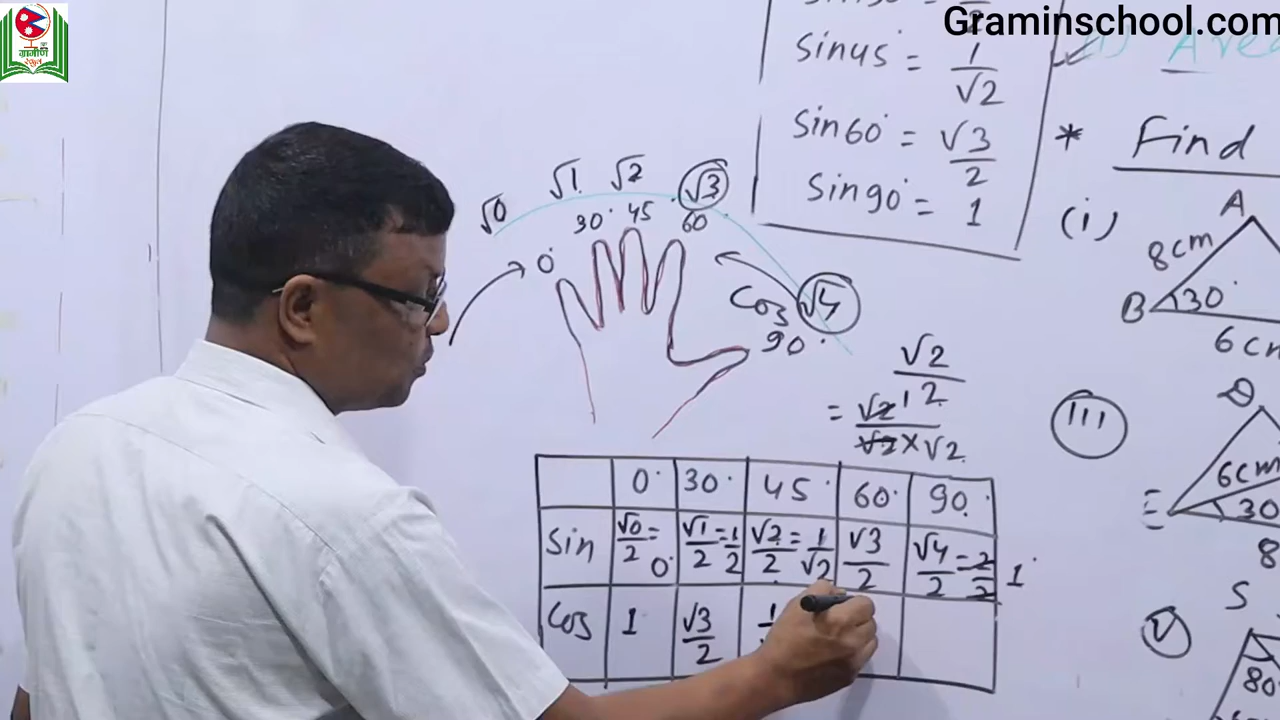 Graminschool.com
ग्रामीण
स्कूल
sin45° = 1/√2
sin60° = √3/2
sin90° = 1
* Find
(i)
A
8cm
B 30°
6cm
√0 √1 √2 √3 √4
0° 30° 45 60 90°
cos
√2/2
= √2 1/√2×√2
III
D
6cm
E 30
8
S
V
80
0° 30° 45° 60° 90°
Sin √0/2 = 0 √1/2 = 1/2 √2/2 = 1/√2 √3/2 √4/2 = 2/2 1
Cos 1 √3/2